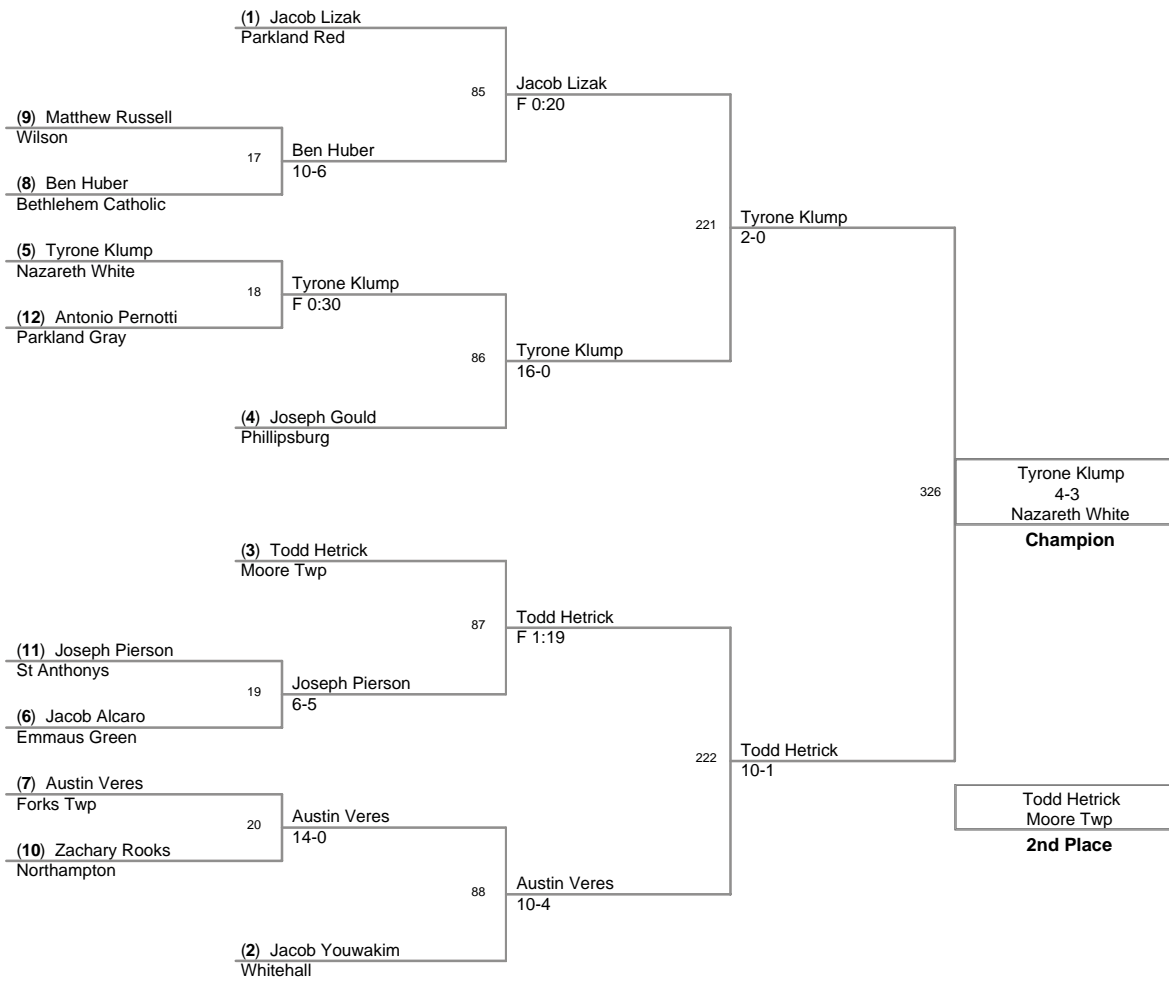 (1) Jacob Lizak
Parkland Red
85
Jacob Lizak
F 0:20
(9) Matthew Russell
Wilson
17
Ben Huber
10-6
(8) Ben Huber
Bethlehem Catholic
221
Tyrone Klump
2-0
(5) Tyrone Klump
Nazareth White
18
Tyrone Klump
F 0:30
(12) Antonio Pernotti
Parkland Gray
86
Tyrone Klump
16-0
(4) Joseph Gould
Phillipsburg
326
Tyrone Klump
4-3
Nazareth White
Champion
(3) Todd Hetrick
Moore Twp
87
Todd Hetrick
F 1:19
(11) Joseph Pierson
St Anthonys
19
Joseph Pierson
6-5
(6) Jacob Alcaro
Emmaus Green
222
Todd Hetrick
10-1
(7) Austin Veres
Forks Twp
20
Austin Veres
14-0
(10) Zachary Rooks
Northampton
Todd Hetrick
Moore Twp
2nd Place
88
Austin Veres
10-4
(2) Jacob Youwakim
Whitehall